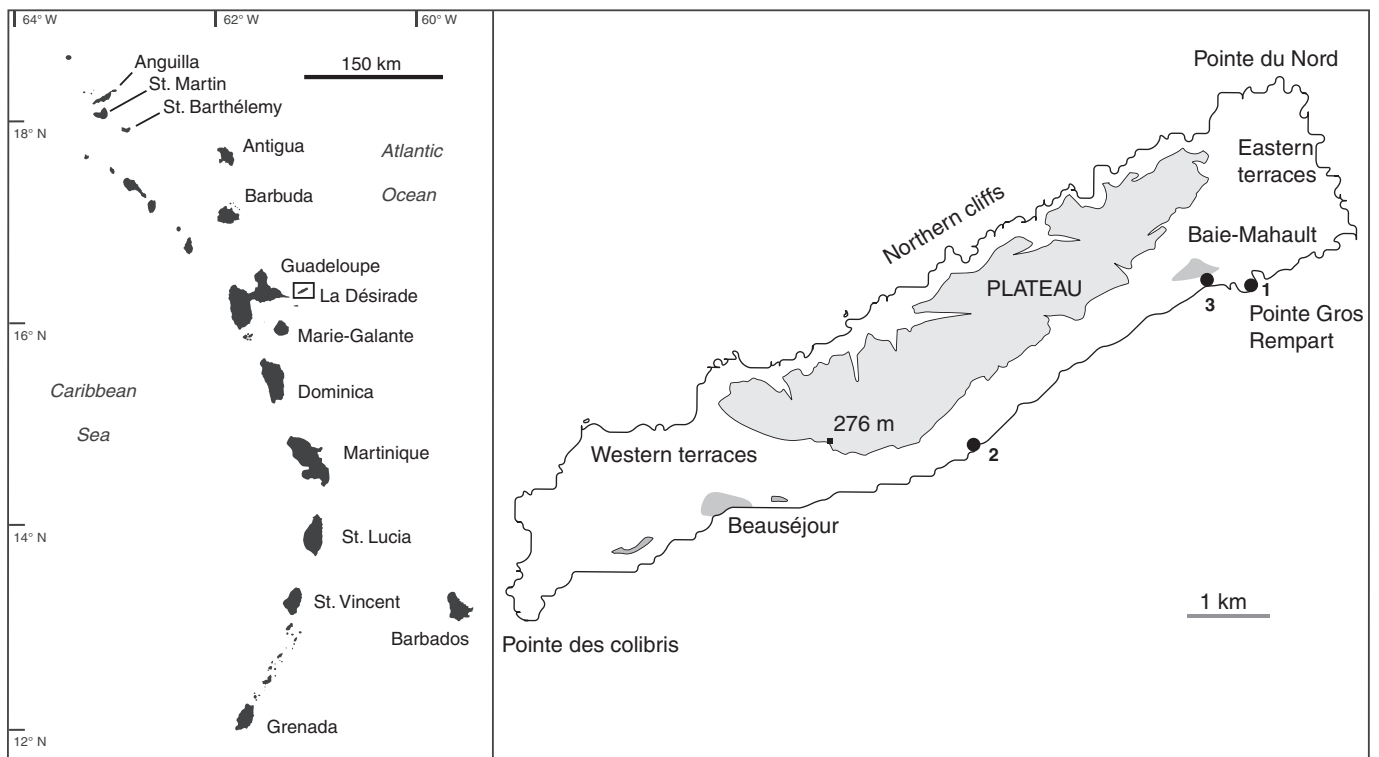 64° W
62° W
60° W
150 km
Anguilla
St. Martin
St. Barthélemy
18° N
Antigua
Atlantic
Ocean
Barbuda
Guadeloupe
La Désirade
16° N
Marie-Galante
Caribbean
Sea
Dominica
Martinique
14° N
St. Lucia
St. Vincent
Barbados
Grenada
12° N
Pointe du Nord
Eastern
terraces
Northern cliffs
Baie-Mahault
PLATEAU
1
3
Pointe Gros
Rempart
276 m
Western terraces
2
Beauséjour
1 km
Pointe des colibris